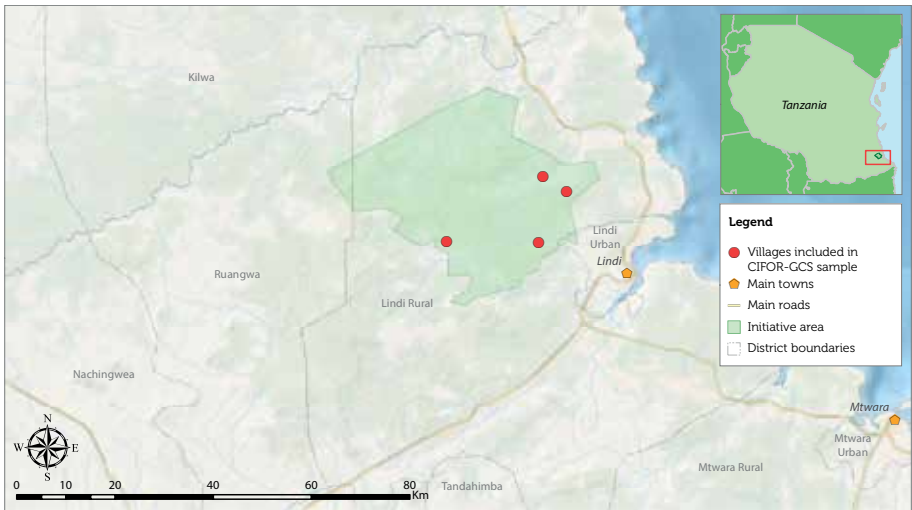 Kilwa
Ruangwa
Nachingwea
Lindi Rural
Lindi
Urban
Lindi
Tandahimba
Mtwara Rural
Mtwara
Mtwara
Urban
Tanzania
Legend
Villages included in
CIFOR-GCS sample
Main towns
Main roads
Initiative area
District boundaries
N
W E
S
0 10 20 40 60 80
Km